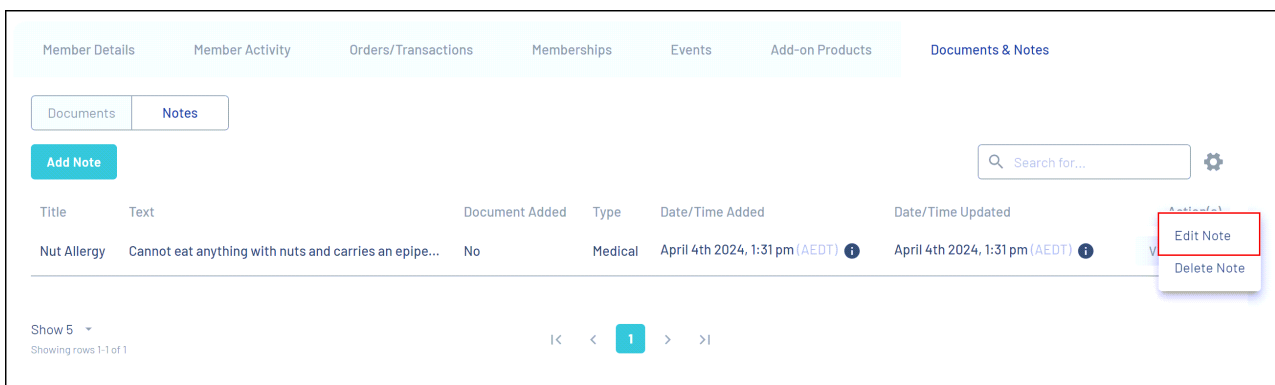 Member Details Member Activity Orders/Transactions Memberships Events Add-on Products Documents & Notes
Documents Notes
Add Note Search for...
Title Text Document Added Type Date/Time Added Date/Time Updated
Edit Note
Nut Allergy Cannot eat anything with nuts and carries an epipe... No Medical April 4th 2024, 1:31 pm (AEDT) April 4th 2024, 1:31 pm (AEDT)
Delete Note
Show 5
1
Showing rows 1-1 of 1